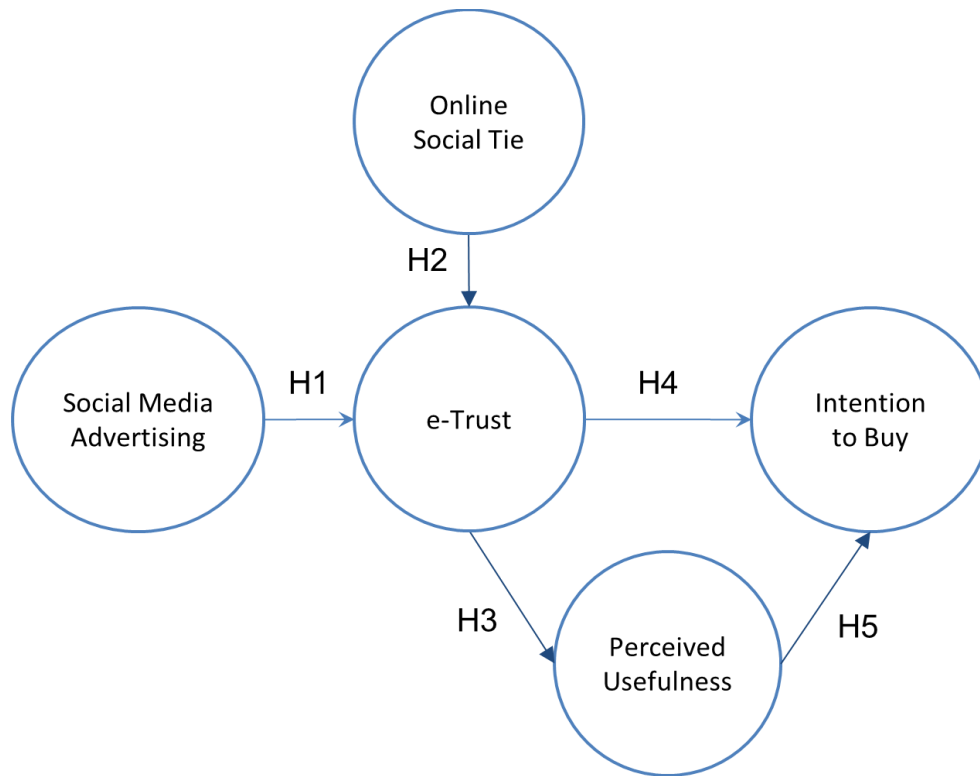 Online
Social Tie
H2
Social Media
Advertising
H1
e-Trust
H4
Intention
to Buy
H3
Perceived
Usefulness
H5